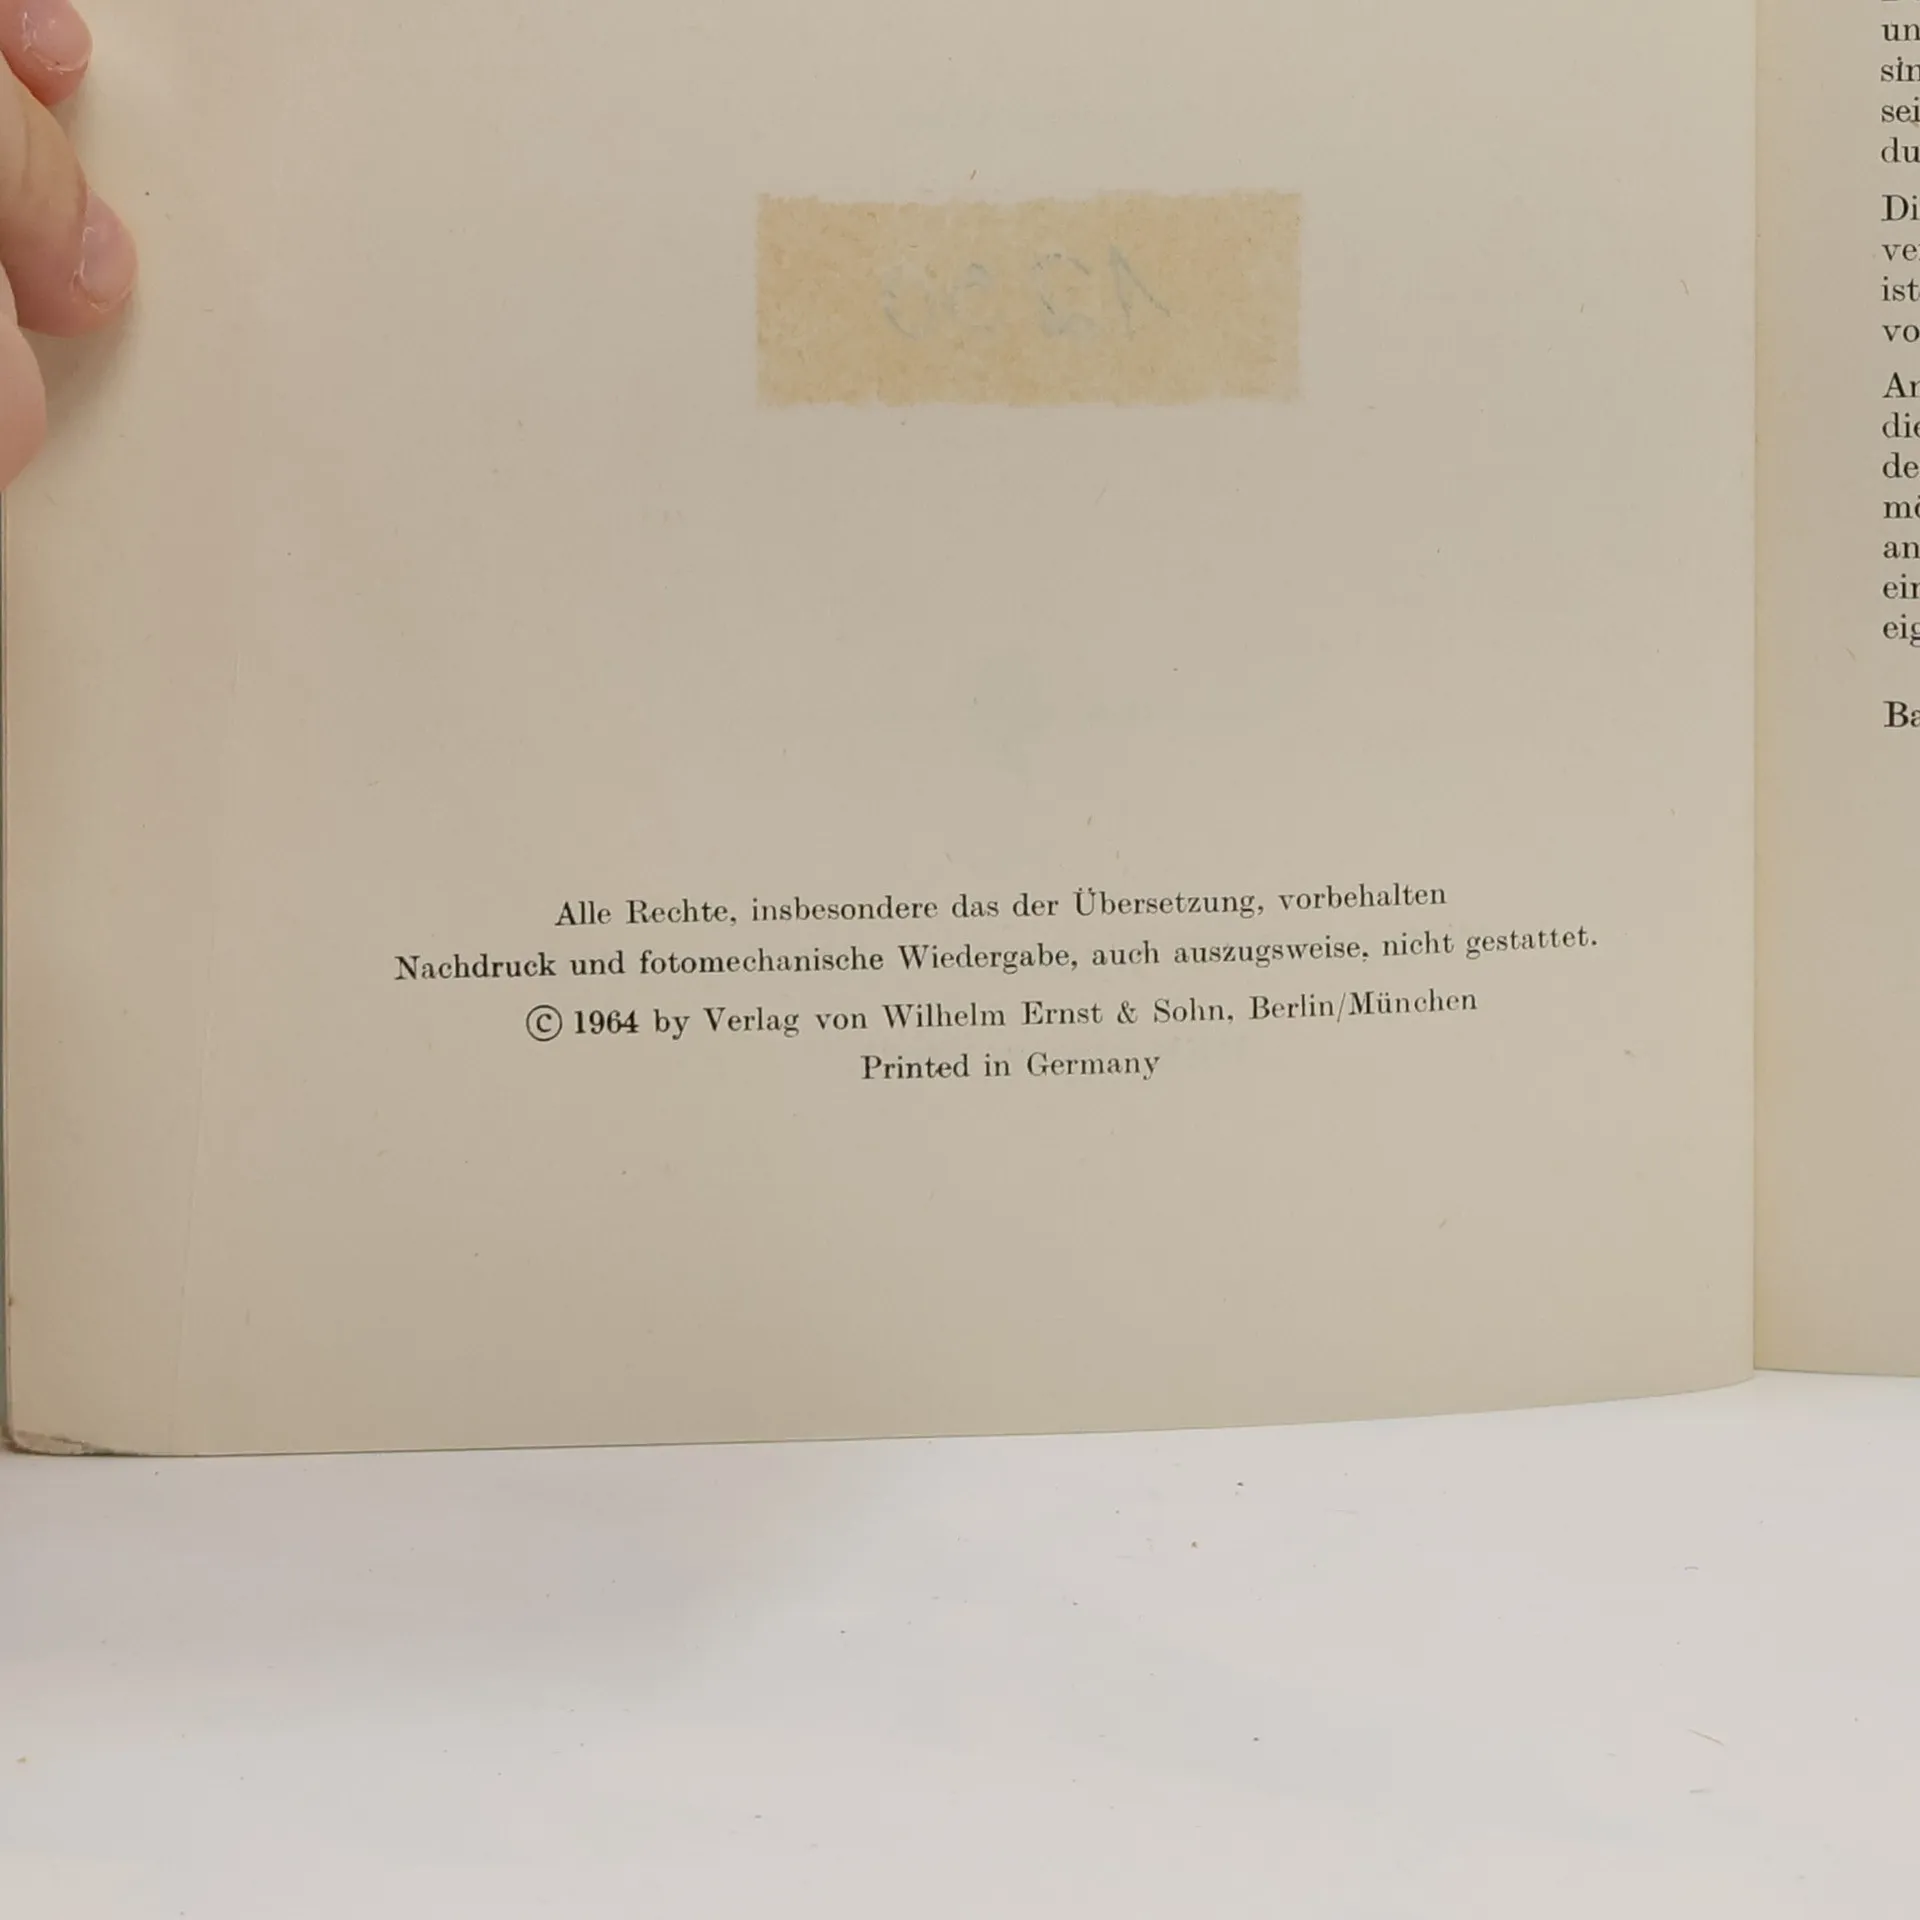 Alle Rechte, insbesondere das der Übersetzung, vorbehalten
Nachdruck und fotomechanische Wiedergabe, auch auszugsweise, nicht gestattet.
© 1964 by Verlag von Wilhelm Ernst & Sohn, Berlin/München
Printed in Germany